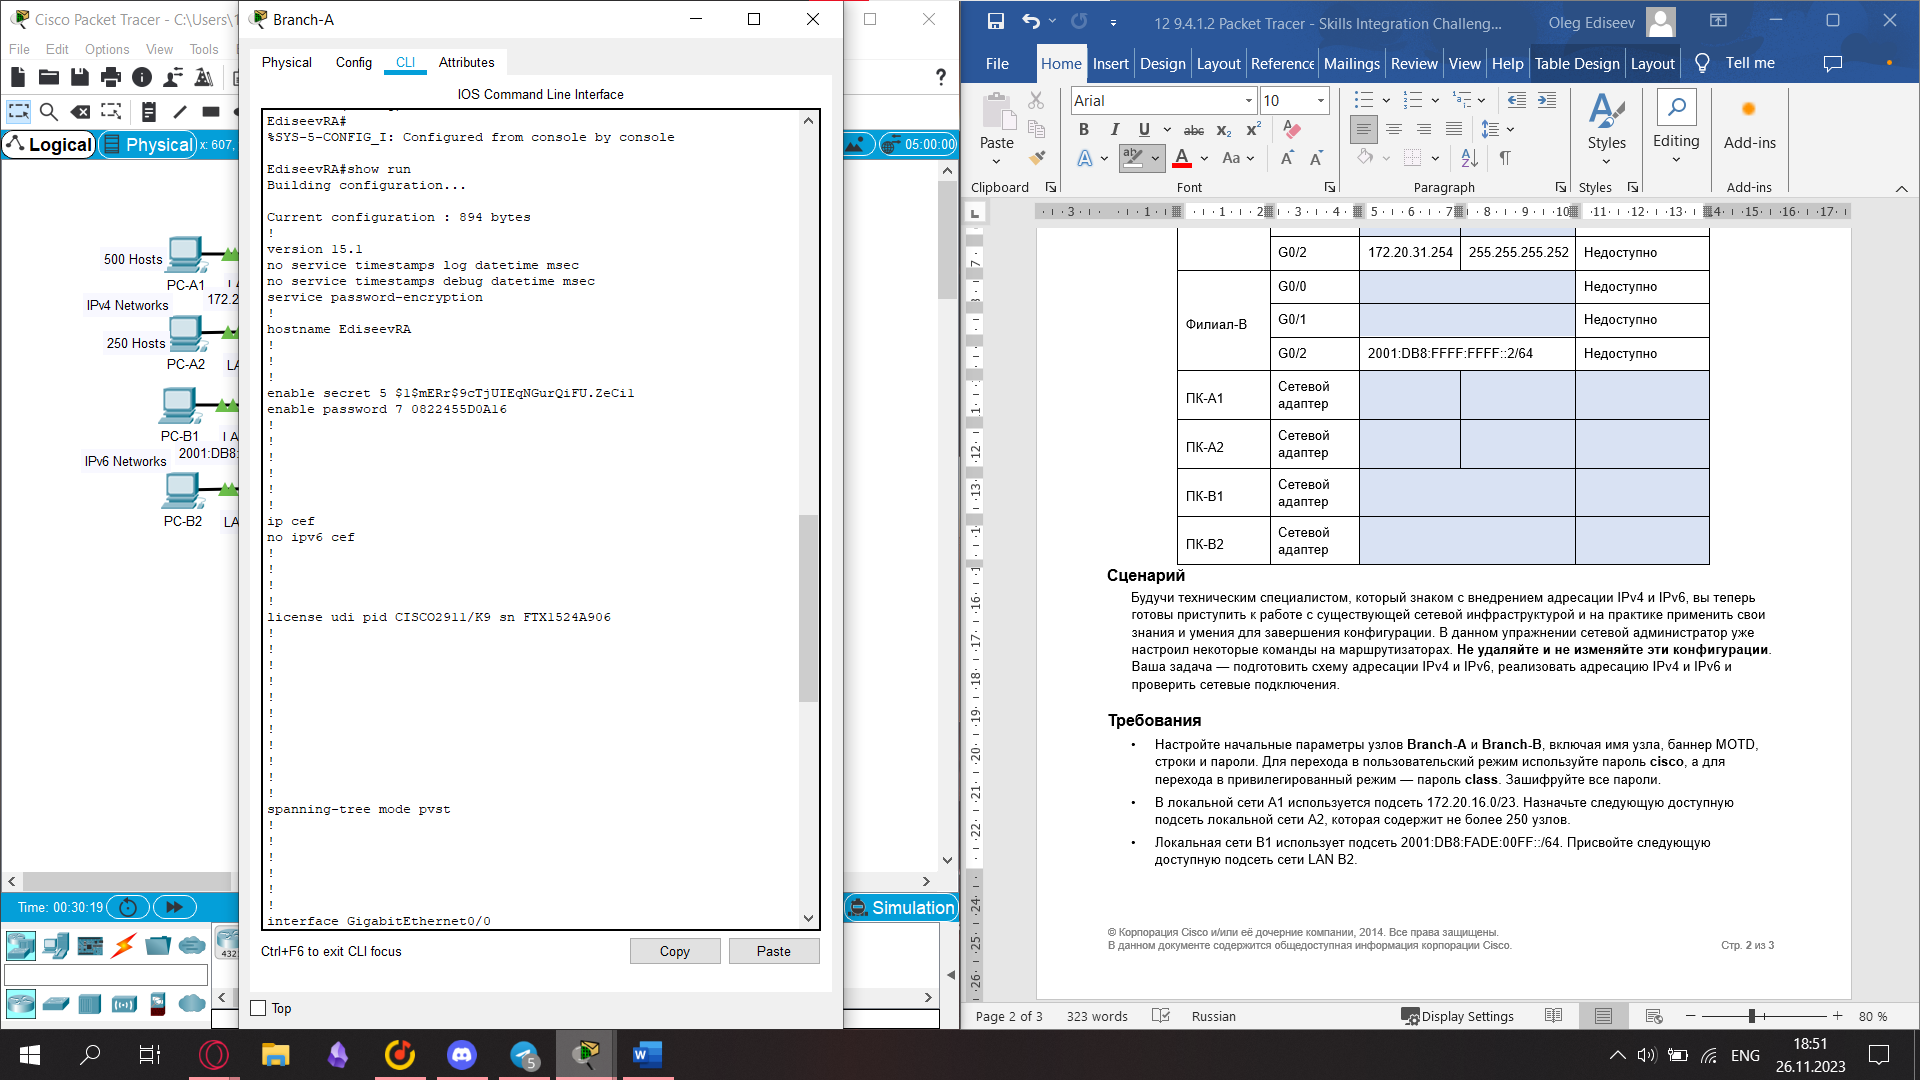 Cisco Packet Tracer - C:\Users\1
File Edit Options View Tools
Logical
Physical
x: 607,
05:00:00
500 Hosts
PC-A1
IPv4 Networks
172.2
250 Hosts
PC-A2
LA
PC-B1
2001:DB8:
IPv6 Networks
PC-B2
LA
Time: 00:30:19
Simulation
432
Branch-A
Physical Config CLI Attributes
?
IOS Command Line Interface
EdiseevRA#
%SYS-5-CONFIG_I: Configured from console by console
EdiseevRA#show run
Building configuration...
Current configuration : 894 bytes
!
version 15.1
no service timestamps log datetime msec
no service timestamps debug datetime msec
service password-encryption
!
hostname EdiseevRA
!
!
!
enable secret 5 $1$mERr$9cTjUIEqNGurQiFU.ZeCi1
enable password 7 0822455D0A16
!
!
!
!
!
!
ip cef
no ipv6 cef
!
!
!
!
license udi pid CISCO2911/K9 sn FTX1524A906
!
!
!
!
!
!
!
!
!
!
!
spanning-tree mode pvst
!
!
!
!
!
!
interface GigabitEthernet0/0
Ctrl+F6 to exit CLI focus
Copy
Paste
Top
12 9.4.1.2 Packet Tracer - Skills Integration Challeng...
Oleg Ediseev
File Home Insert Design Layout Reference Mailings Review View Help Table Design Layout Tell me
Paste
Arial
10
B I U abc x₂ x²
A A Aa A A
Styles
Editing
Add-ins
Clipboard
Font
Paragraph
Styles
Add-ins
G0/2 172.20.31.254 255.255.255.252 Недоступно
Филиал-B
G0/0 Недоступно
G0/1 Недоступно
G0/2 2001:DB8:FFFF:FFFF::2/64 Недоступно
ПК-A1 Сетевой адаптер
ПК-A2 Сетевой адаптер
ПК-B1 Сетевой адаптер
ПК-B2 Сетевой адаптер
Сценарий
Будучи техническим специалистом, который знаком с внедрением адресации IPv4 и IPv6, вы теперь
готовы приступить к работе с существующей сетевой инфраструктурой и на практике применить свои
знания и умения для завершения конфигурации. В данном упражнении сетевой администратор уже
настроил некоторые команды на маршрутизаторах. Не удаляйте и не изменяйте эти конфигурации.
Ваша задача — подготовить схему адресации IPv4 и IPv6, реализовать адресацию IPv4 и IPv6 и
проверить сетевые подключения.
Требования
• Настройте начальные параметры узлов Branch-A и Branch-B, включая имя узла, баннер MOTD,
строки и пароли. Для перехода в пользовательский режим используйте пароль cisco, а для
перехода в привилегированный режим — пароль class. Зашифруйте все пароли.
• В локальной сети A1 используется подсеть 172.20.16.0/23. Назначьте следующую доступную
подсеть локальной сети A2, которая содержит не более 250 узлов.
• Локальная сети B1 использует подсеть 2001:DB8:FADE:00FF::/64. Присвойте следующую
доступную подсеть сети LAN B2.
© Корпорация Cisco и/или её дочерние компании, 2014. Все права защищены.
В данном документе содержится общедоступная информация корпорации Cisco.
Стр. 2 из 3
Page 2 of 3 323 words Russian Display Settings 80 %
5
ENG
18:51
26.11.2023